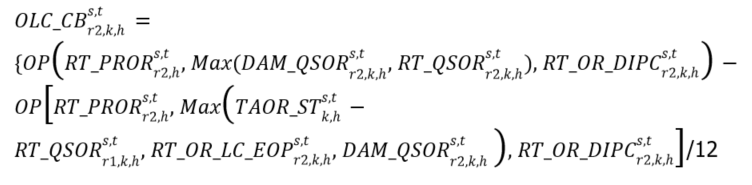 OLC_CB^{s,t}_{r2,k,h} =
{OP(RT_PROR^{s,t}_{r2,h}, Max(DAM_QSOR^{s,t}_{r2,k,h}, RT_QSOR^{s,t}_{r2,k,h}), RT_OR_DIPC^{s,t}_{r2,k,h}) −
OP[RT_PROR^{s,t}_{r2,h}, Max(TAOR_ST^{s,t}_{k,h} −
RT_QSOR^{s,t}_{r1,k,h}, RT_OR_LC_EOP^{s,t}_{r2,k,h}, DAM_QSOR^{s,t}_{r2,k,h}), RT_OR_DIPC^{s,t}_{r2,k,h}]/12